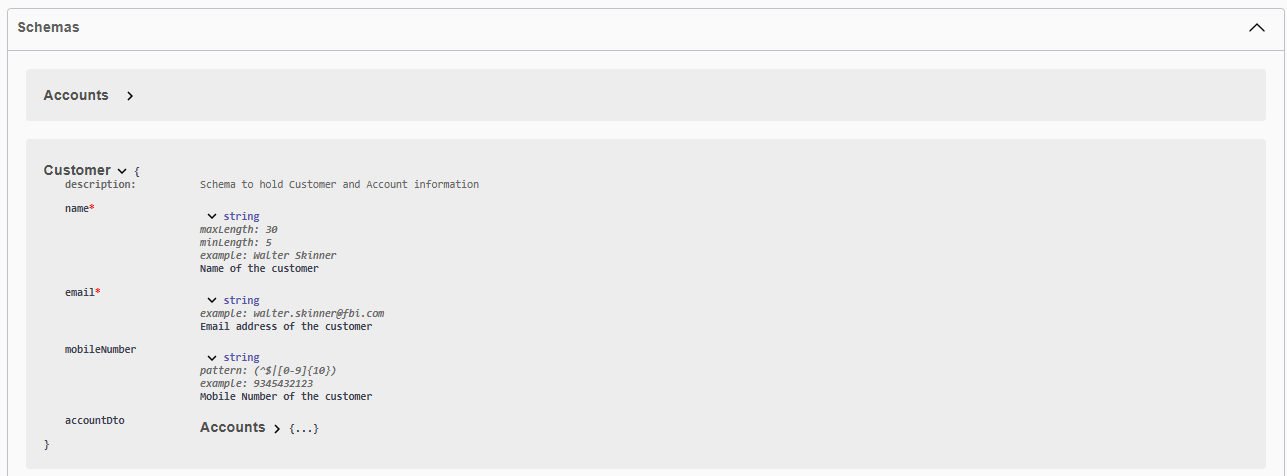 Schemas
Accounts
Customer {
description: Schema to hold Customer and Account information
name*
string
maxLength: 30
minLength: 5
example: Walter Skinner
Name of the customer
email*
string
example: walter.skinner@fbi.com
Email address of the customer
mobileNumber
string
pattern: (^$|[0-9]{10})
example: 9345432123
Mobile Number of the customer
accountDto
Accounts {...}
}